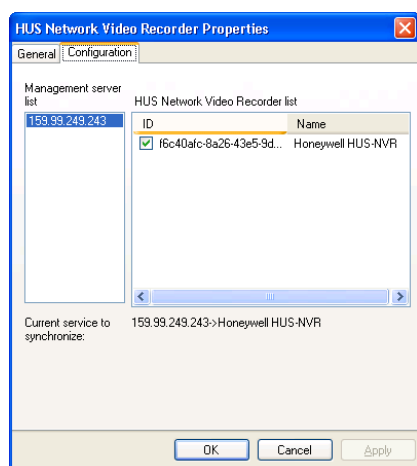 HUS Network Video Recorder Properties
General Configuration
Management server
list
HUS Network Video Recorder list
159.99.249.243
ID Name
f6c40afc-8a26-43e5-9d... Honeywell HUS-NVR
Current service to
synchronize:
159.99.249.243->Honeywell HUS-NVR
OK Cancel Apply